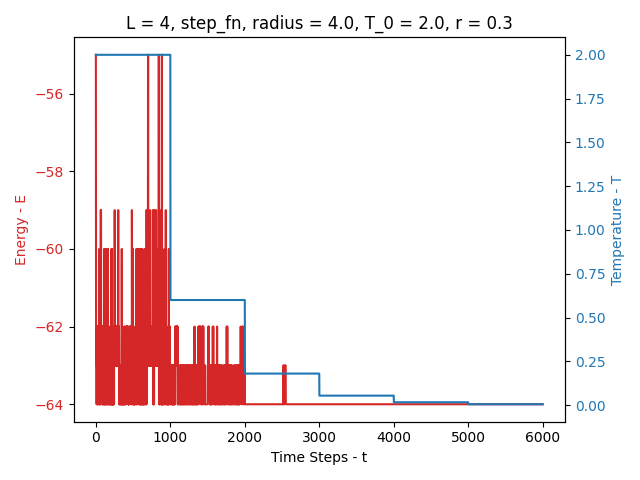 L = 4, step_fn, radius = 4.0, T_0 = 2.0, r = 0.3
Energy - E
−56
−58
−60
−62
−64
2.00
1.75
1.50
1.25
1.00
0.75
0.50
0.25
0.00
Temperature - T
0 1000 2000 3000 4000 5000 6000
Time Steps - t